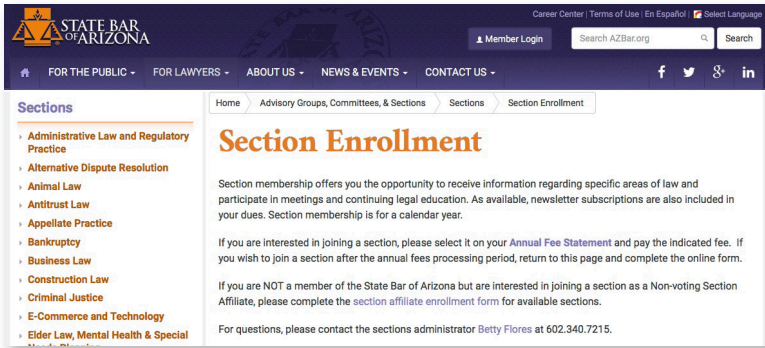 STATE BAR
OF ARIZONA
Career Center | Terms of Use | En Español | Select Language
Member Login
Search AZBar.org
Search
FOR THE PUBLIC
FOR LAWYERS
ABOUT US
NEWS & EVENTS
CONTACT US
Sections
Administrative Law and Regulatory
Practice
Alternative Dispute Resolution
Animal Law
Antitrust Law
Appellate Practice
Bankruptcy
Business Law
Construction Law
Criminal Justice
E-Commerce and Technology
Elder Law, Mental Health & Special
Home
Advisory Groups, Committees, & Sections
Sections
Section Enrollment
Section Enrollment
Section membership offers you the opportunity to receive information regarding specific areas of law and
participate in meetings and continuing legal education. As available, newsletter subscriptions are also included in
your dues. Section membership is for a calendar year.
If you are interested in joining a section, please select it on your Annual Fee Statement and pay the indicated fee. If
you wish to join a section after the annual fees processing period, return to this page and complete the online form.
If you are NOT a member of the State Bar of Arizona but are interested in joining a section as a Non-voting Section
Affiliate, please complete the section affiliate enrollment form for available sections.
For questions, please contact the sections administrator Betty Flores at 602.340.7215.